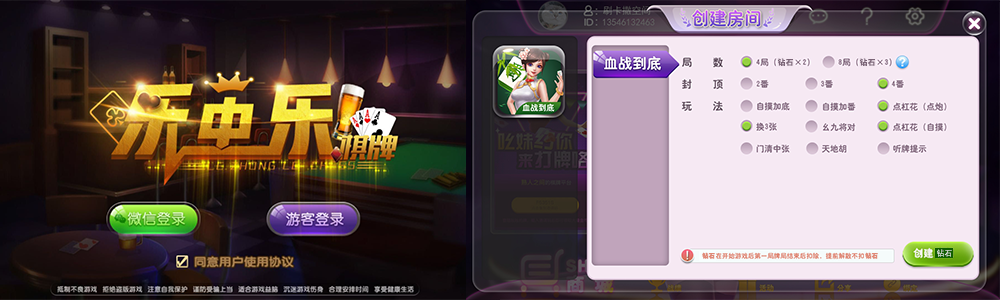 乐中乐
棋牌
微信登录
游客登录
同意用户使用协议
抵制不良游戏 拒绝盗版游戏 注意自我保护 谨防受骗上当 适合游戏益脑 沉迷游戏伤身 合理安排时间 享受健康生活
创建房间
ID: 13546132463
血战到底
血战到底
局 数 4局（钻石×2） 8局（钻石×3） ?
封 顶 2番 3番 4番
玩 法 自摸加底 自摸加番 点杠花（点炮）
换3张 幺九将对 点杠花（自摸）
门清中张 天地胡 听牌提示
钻石在开始游戏后第一局牌局结束后扣除，提前解散不扣钻石
创建 钻石